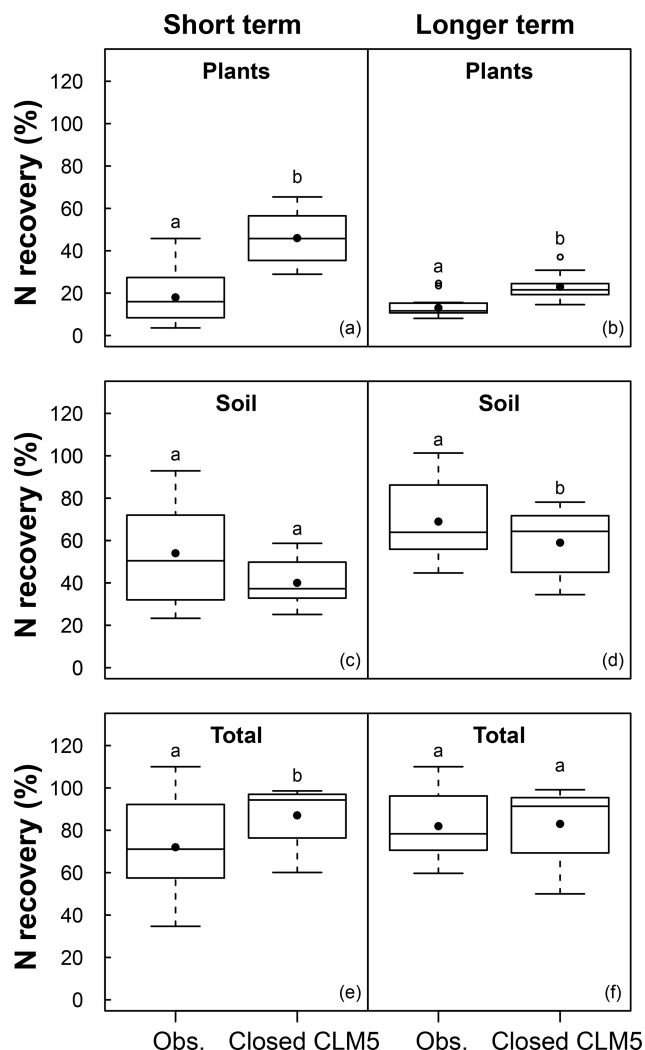 Short term Longer term
N recovery (%)
120
100
80
60
40
20
0
Plants
a
b
(a)
Plants
a
b
(b)
N recovery (%)
120
100
80
60
40
20
0
Soil
a
a
(c)
Soil
a
b
(d)
N recovery (%)
120
100
80
60
40
20
0
Total
a
b
(e)
Total
a
a
(f)
Obs. Closed CLM5 Obs. Closed CLM5